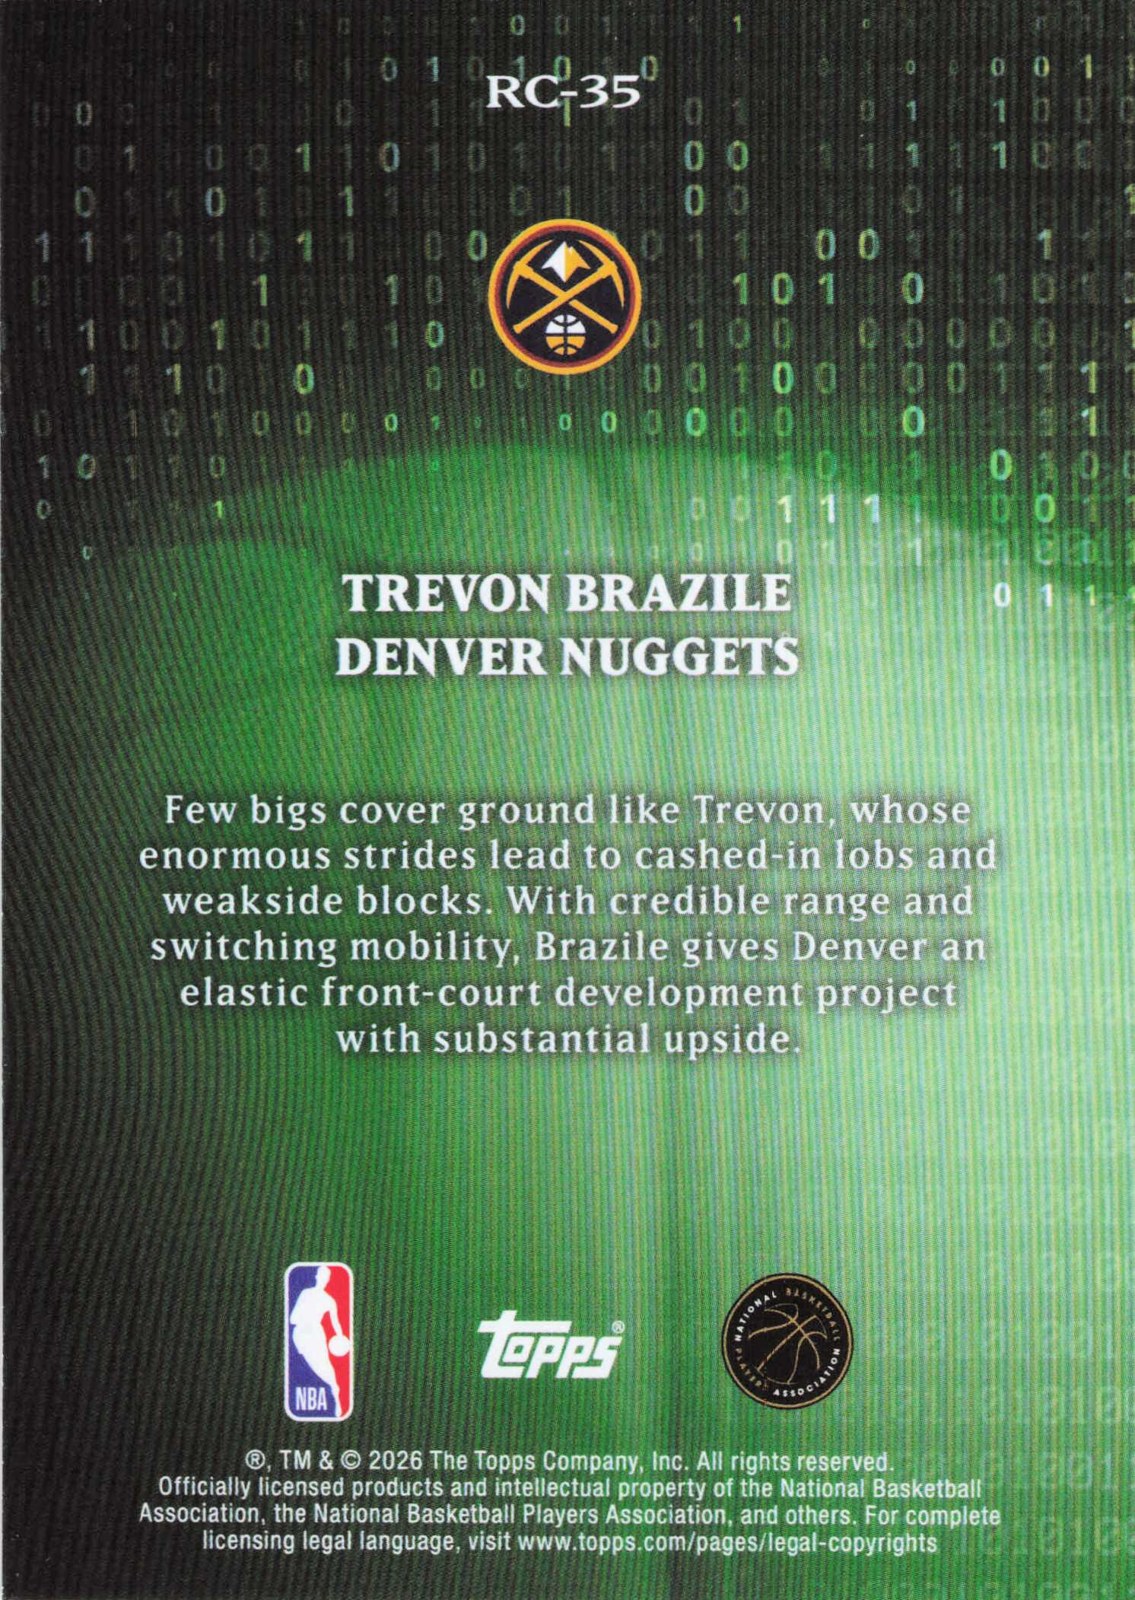 RC-35
TREVON BRAZILE
DENVER NUGGETS
Few bigs cover ground like Trevon, whose
enormous strides lead to cashed-in lobs and
weakside blocks. With credible range and
switching mobility, Brazile gives Denver an
elastic front-court development project
with substantial upside.
NBA
TOPPS®
NATIONAL BASKETBALL PLAYERS ASSOCIATION
®, TM & © 2026 The Topps Company, Inc. All rights reserved.
Officially licensed products and intellectual property of the National Basketball
Association, the National Basketball Players Association, and others. For complete
licensing legal language, visit www.topps.com/pages/legal-copyrights